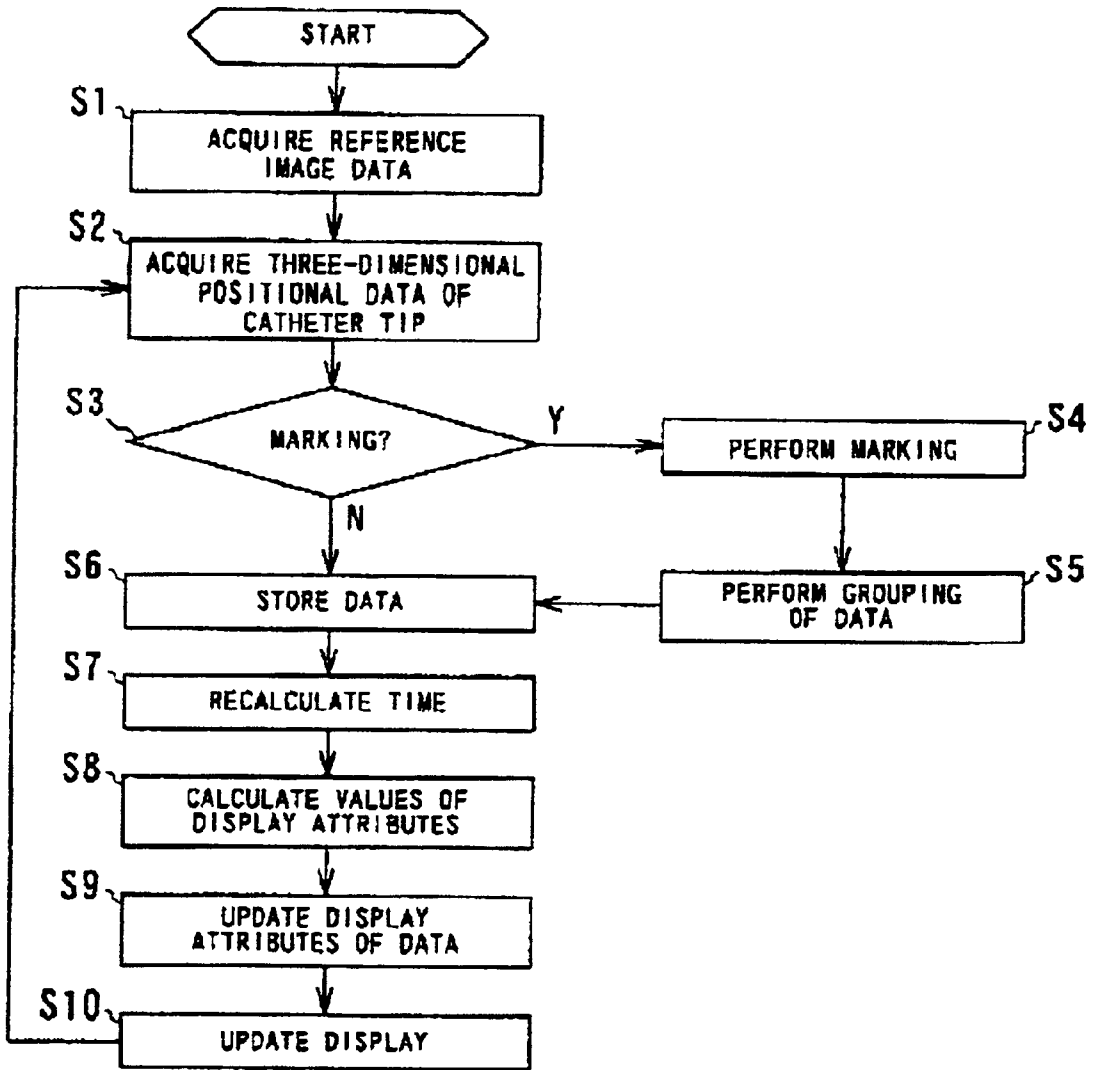 START
S1
ACQUIRE REFERENCE
IMAGE DATA
S2
ACQUIRE THREE-DIMENSIONAL
POSITIONAL DATA OF
CATHETER TIP
S3
MARKING?
Y
N
S4
PERFORM MARKING
S5
PERFORM GROUPING
OF DATA
S6
STORE DATA
S7
RECALCULATE TIME
S8
CALCULATE VALUES OF
DISPLAY ATTRIBUTES
S9
UPDATE DISPLAY
ATTRIBUTES OF DATA
S10
UPDATE DISPLAY